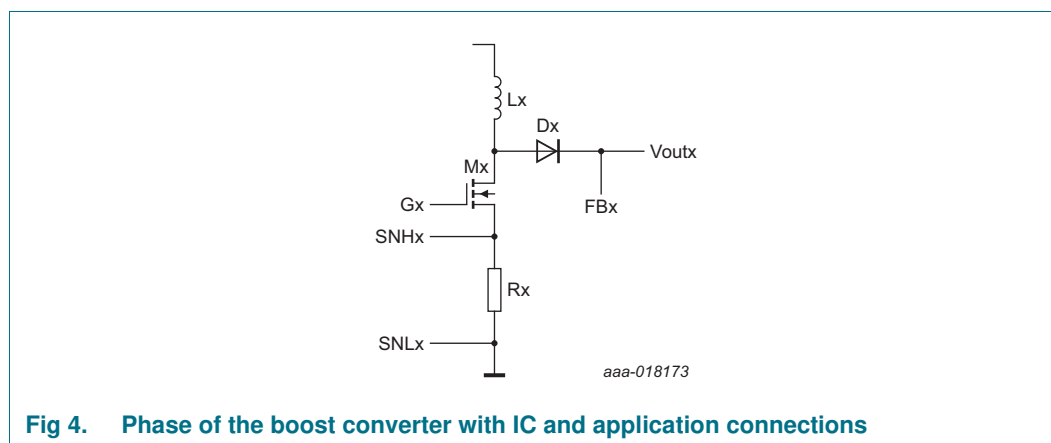 Lx
Dx
Voutx
Mx
FBx
Gx
SNHx
Rx
SNLx
aaa-018173
Fig 4. Phase of the boost converter with IC and application connections